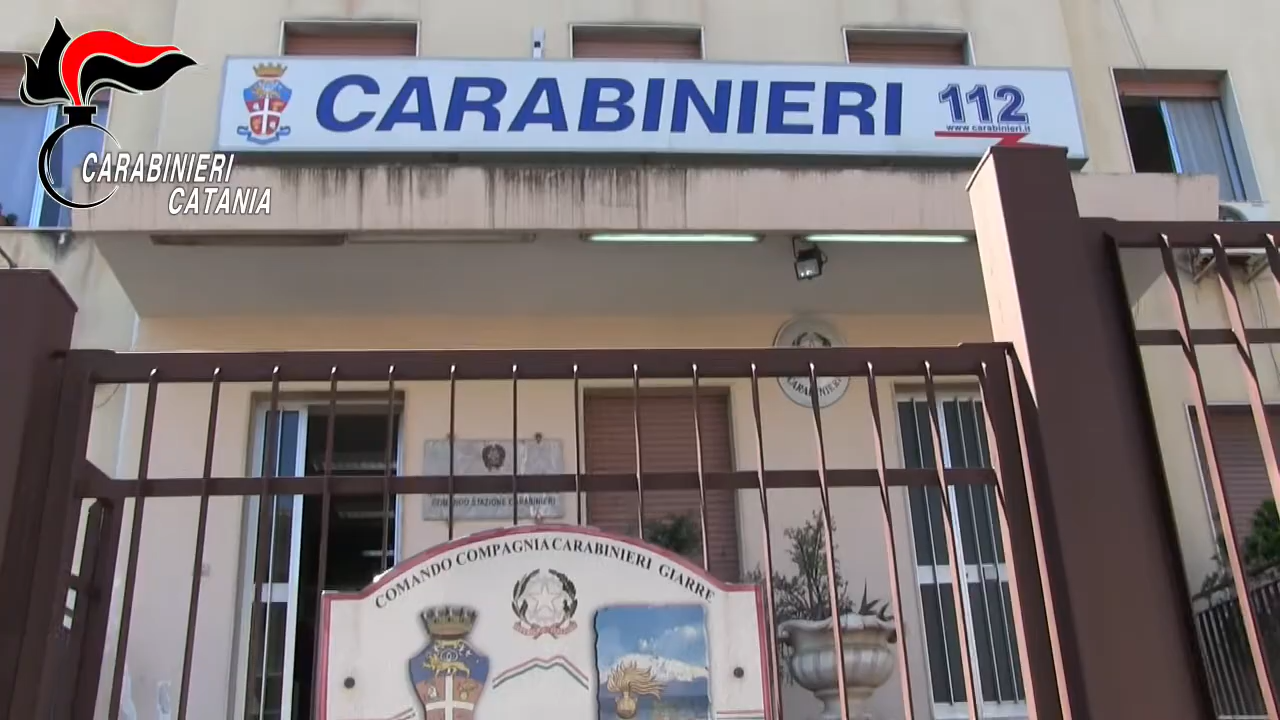 CARABINIERI 112
www.carabinieri.it
CARABINIERI
CATANIA
CARABINIERI
COMANDO STAZIONE CARABINIERI
COMANDO COMPAGNIA CARABINIERI GIARRE